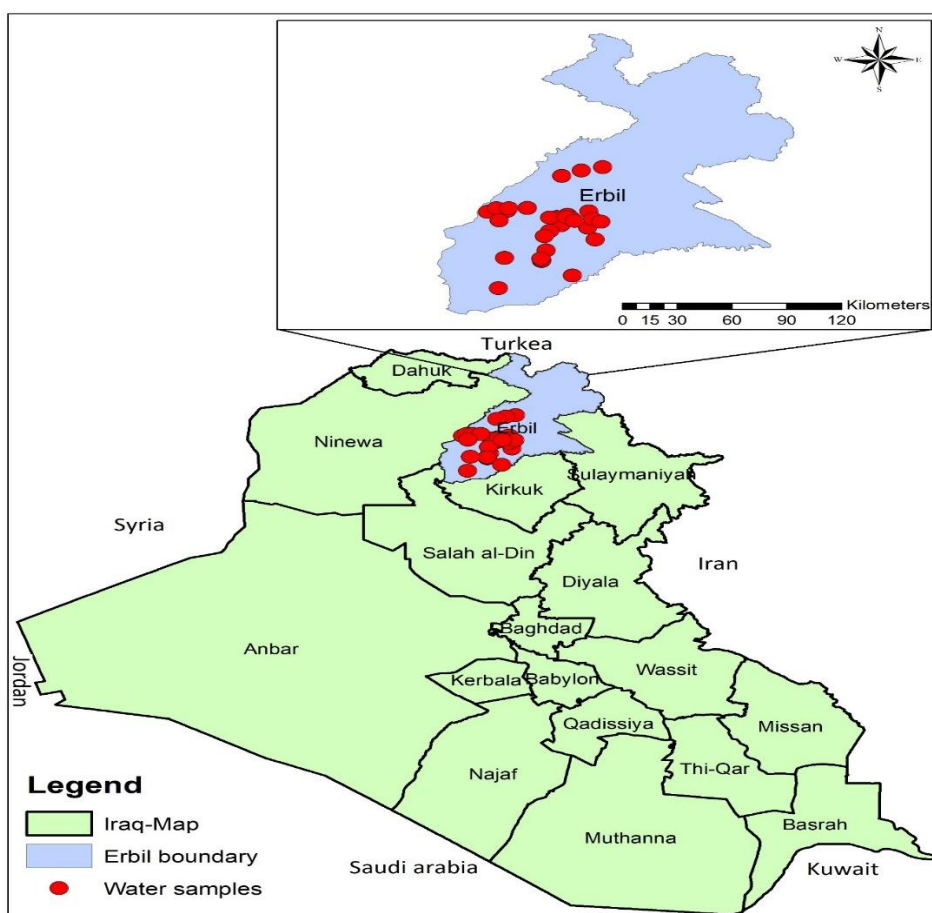 N
W E
S
Erbil
Kilometers
0 15 30 60 90 120
Turkea
Dahuk
Ninewa
Erbil
Sulaymaniyah
Kirkuk
Syria
Salah al-Din
Iran
Diyala
Baghdad
Anbar
Wassit
Jordan
Kerbala
Babylon
Qadissiya
Missan
Najaf
Thi-Qar
Legend
Iraq-Map
Basrah
Muthanna
Erbil boundary
Saudi arabia
Kuwait
Water samples